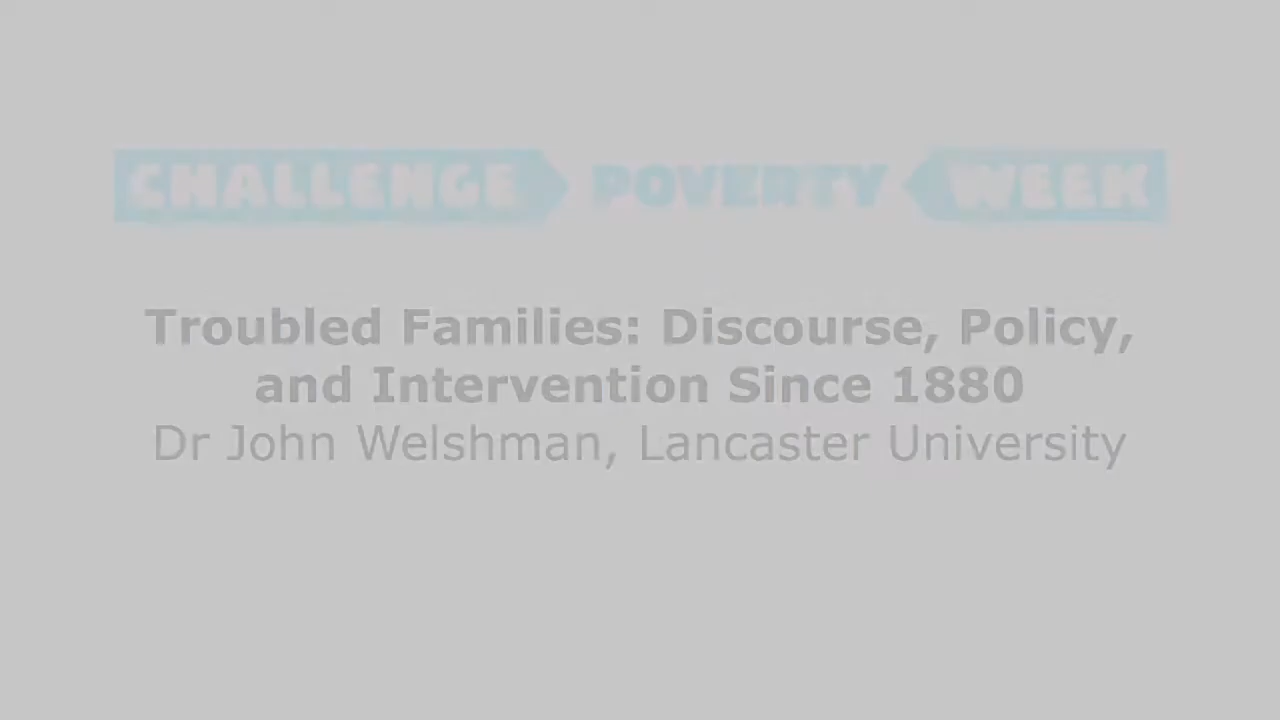 CHALLENGE POVERTY WEEK
Troubled Families: Discourse, Policy,
and Intervention Since 1880
Dr John Welshman, Lancaster University